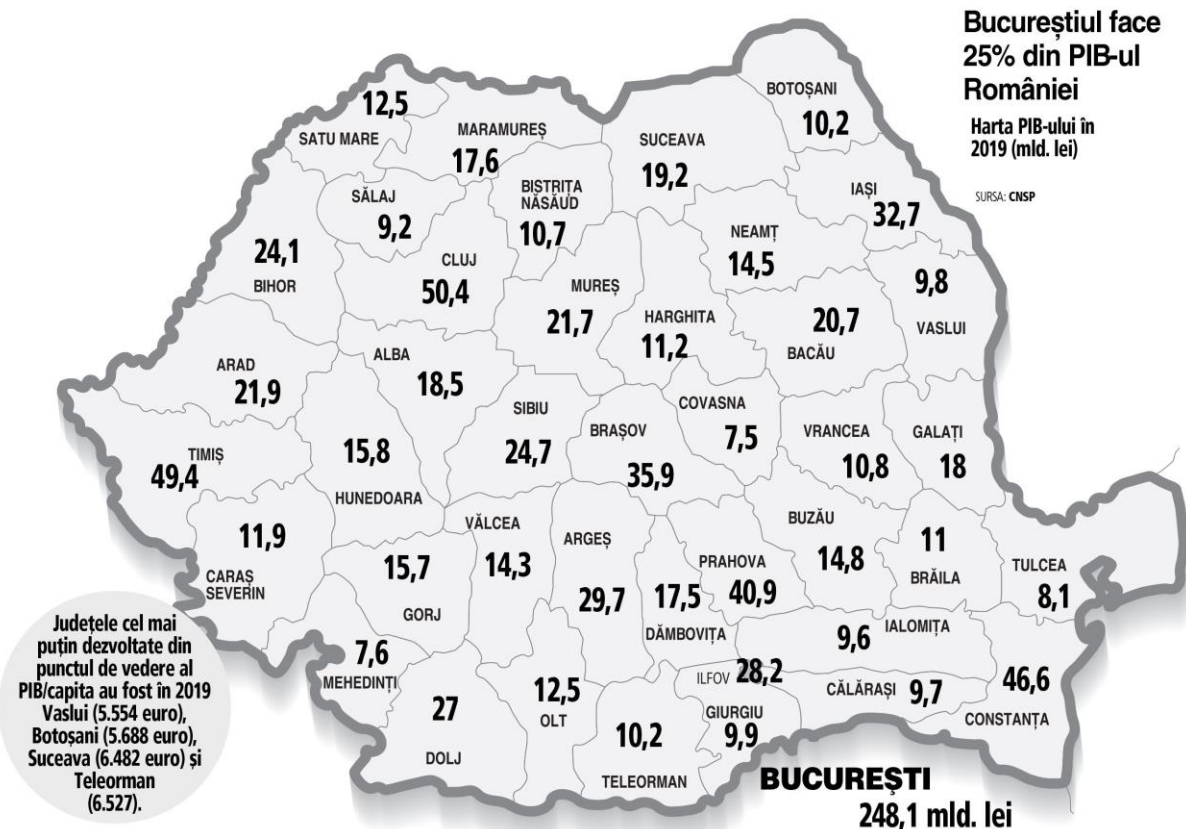 Bucureștiul face
25% din PIB-ul
României
Harta PIB-ului în
2019 (mld. lei)
SURSA: CNSP
12,5
SATU MARE
MARAMUREȘ
17,6
SUCEAVA
19,2
BOTOȘANI
10,2
SĂLAJ
9,2
BISTRIȚA
NĂSĂUD
10,7
IAȘI
32,7
NEAMȚ
14,5
24,1
BIHOR
CLUJ
50,4
MUREȘ
21,7
HARGHITA
11,2
20,7
BACĂU
9,8
VASLUI
ARAD
21,9
ALBA
18,5
SIBIU
24,7
BRAȘOV
35,9
COVASNA
7,5
VRANCEA
10,8
GALAȚI
18
TIMIȘ
49,4
15,8
HUNEDOARA
11,9
CARAȘ
SEVERIN
15,7
GORJ
VĂLCEA
14,3
ARGEȘ
29,7
17,5
DĂMBOVIȚA
PRAHOVA
40,9
BUZĂU
14,8
11
BRĂILA
TULCEA
8,1
7,6
MEHEDINȚI
27
DOLJ
12,5
OLT
10,2
TELEORMAN
ILFOV 28,2
GIURGIU
9,9
9,6
IALOMIȚA
CĂLĂRAȘI 9,7
46,6
CONSTANȚA
BUCUREȘTI
248,1 mld. lei
Județele cel mai
puțin dezvoltate din
punctul de vedere al
PIB/capita au fost în 2019
Vaslui (5.554 euro),
Botoșani (5.688 euro),
Suceava (6.482 euro) și
Teleorman
(6.527).